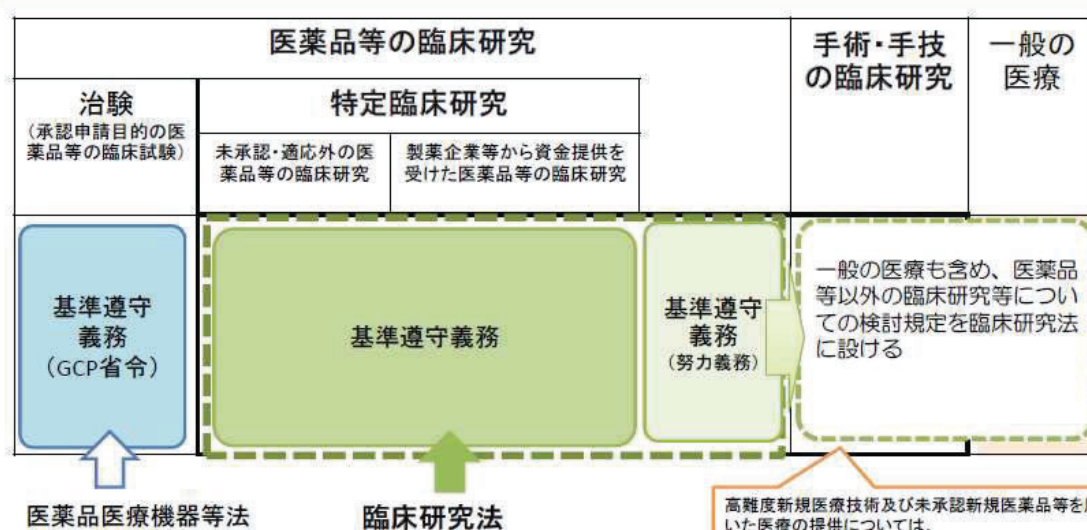 医薬品等の臨床研究
手術・手技
の臨床研究
一般の
医療
治験
(承認申請目的の医
薬品等の臨床試験)
特定臨床研究
未承認・適応外の医
薬品等の臨床研究
製薬企業等から資金提供を
受けた医薬品等の臨床研究
基準遵守
義務
(GCP省令)
基準遵守義務
基準遵守
義務
(努力義務)
一般の医療も含め、医薬品
等以外の臨床研究等につい
ての検討規定を臨床研究法
に設ける
医薬品医療機器等法
臨床研究法
高難度新規医療技術及び未承認新規医薬品等を
いた医療の提供については、